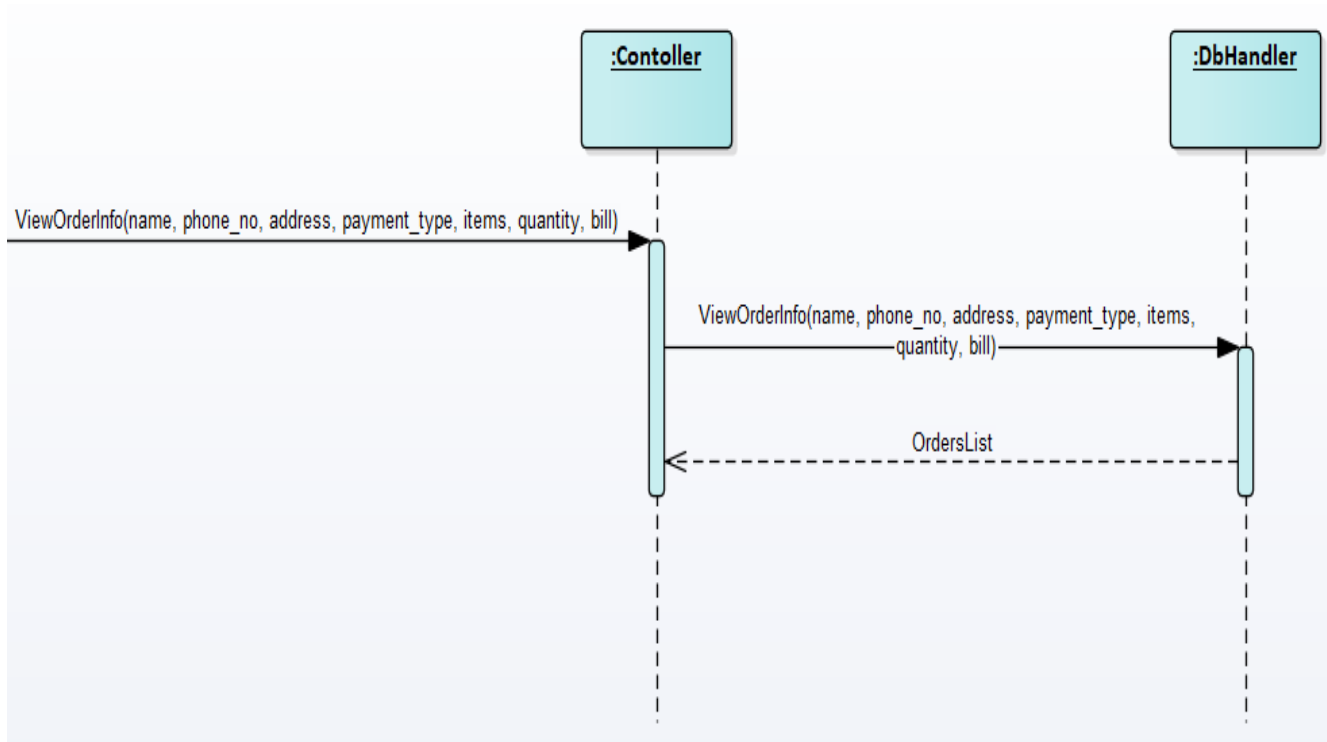 :Contoller
:DbHandler
ViewOrderInfo(name, phone_no, address, payment_type, items, quantity, bill)
ViewOrderInfo(name, phone_no, address, payment_type, items,
quantity, bill)
OrdersList